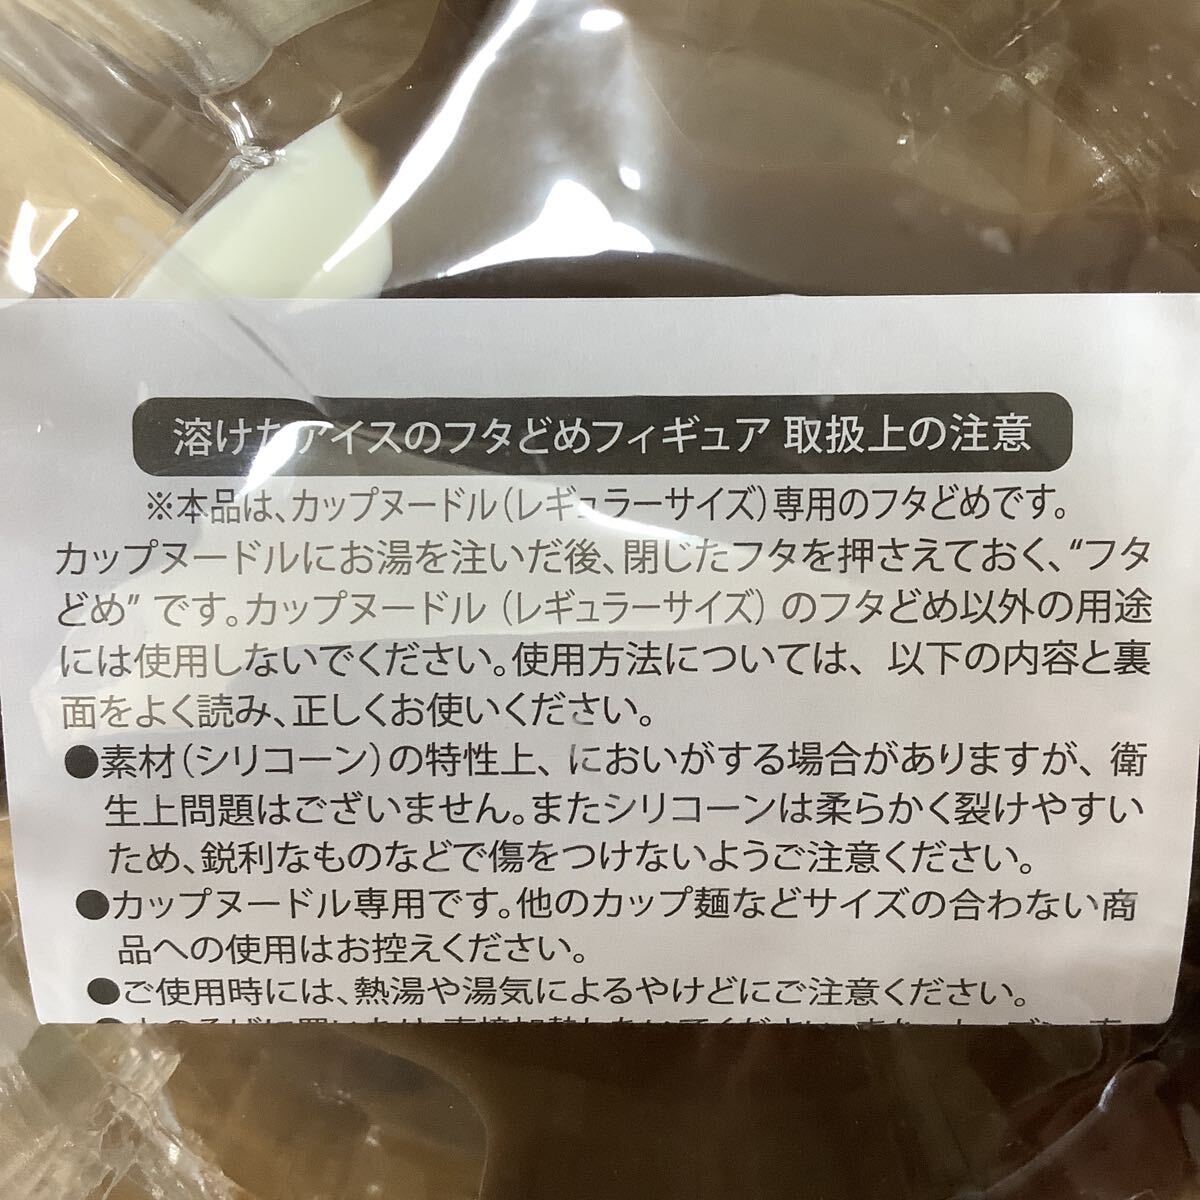 溶けたアイスのフタどめフィギュア 取扱上の注意
※本品は、カップヌードル（レギュラーサイズ）専用のフタどめです。
カップヌードルにお湯を注いだ後、閉じたフタを押さえておく、“フタ
どめ” です。カップヌードル（レギュラーサイズ）のフタどめ以外の用途
には使用しないでください。使用方法については、以下の内容と裏
面をよく読み、正しくお使いください。
●素材（シリコーン）の特性上、においがする場合がありますが、衛
生上問題はございません。またシリコーンは柔らかく裂けやすい
ため、鋭利なものなどで傷をつけないようご注意ください。
●カップヌードル専用です。他のカップ麺などサイズの合わない商
品への使用はお控えください。
●ご使用時には、熱湯や湯気によるやけどにご注意ください。